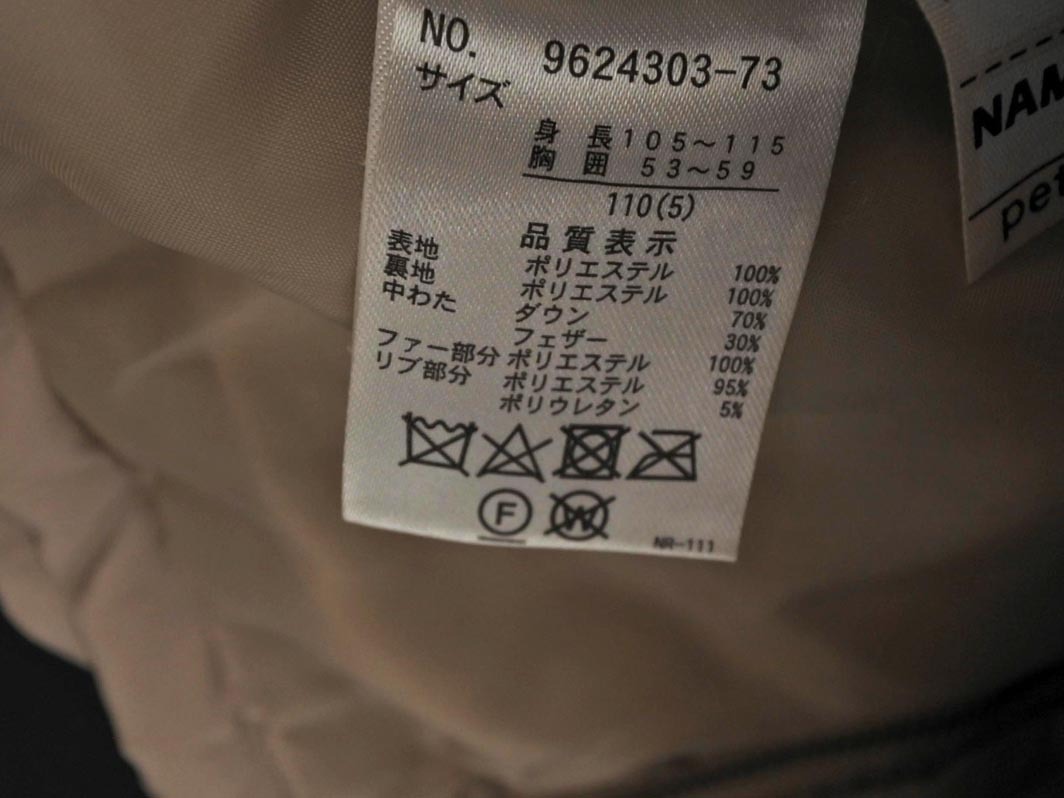 NO. 9624303-73
サイズ
身長 105～115
胸囲 53～59
110(5)
品質表示
表地 ポリエステル 100%
裏地 ポリエステル 100%
中わた ダウン 70%
フェザー 30%
ファー部分 ポリエステル 100%
リブ部分 ポリエステル 95%
ポリウレタン 5%
F W
NR-111
NAM
pet